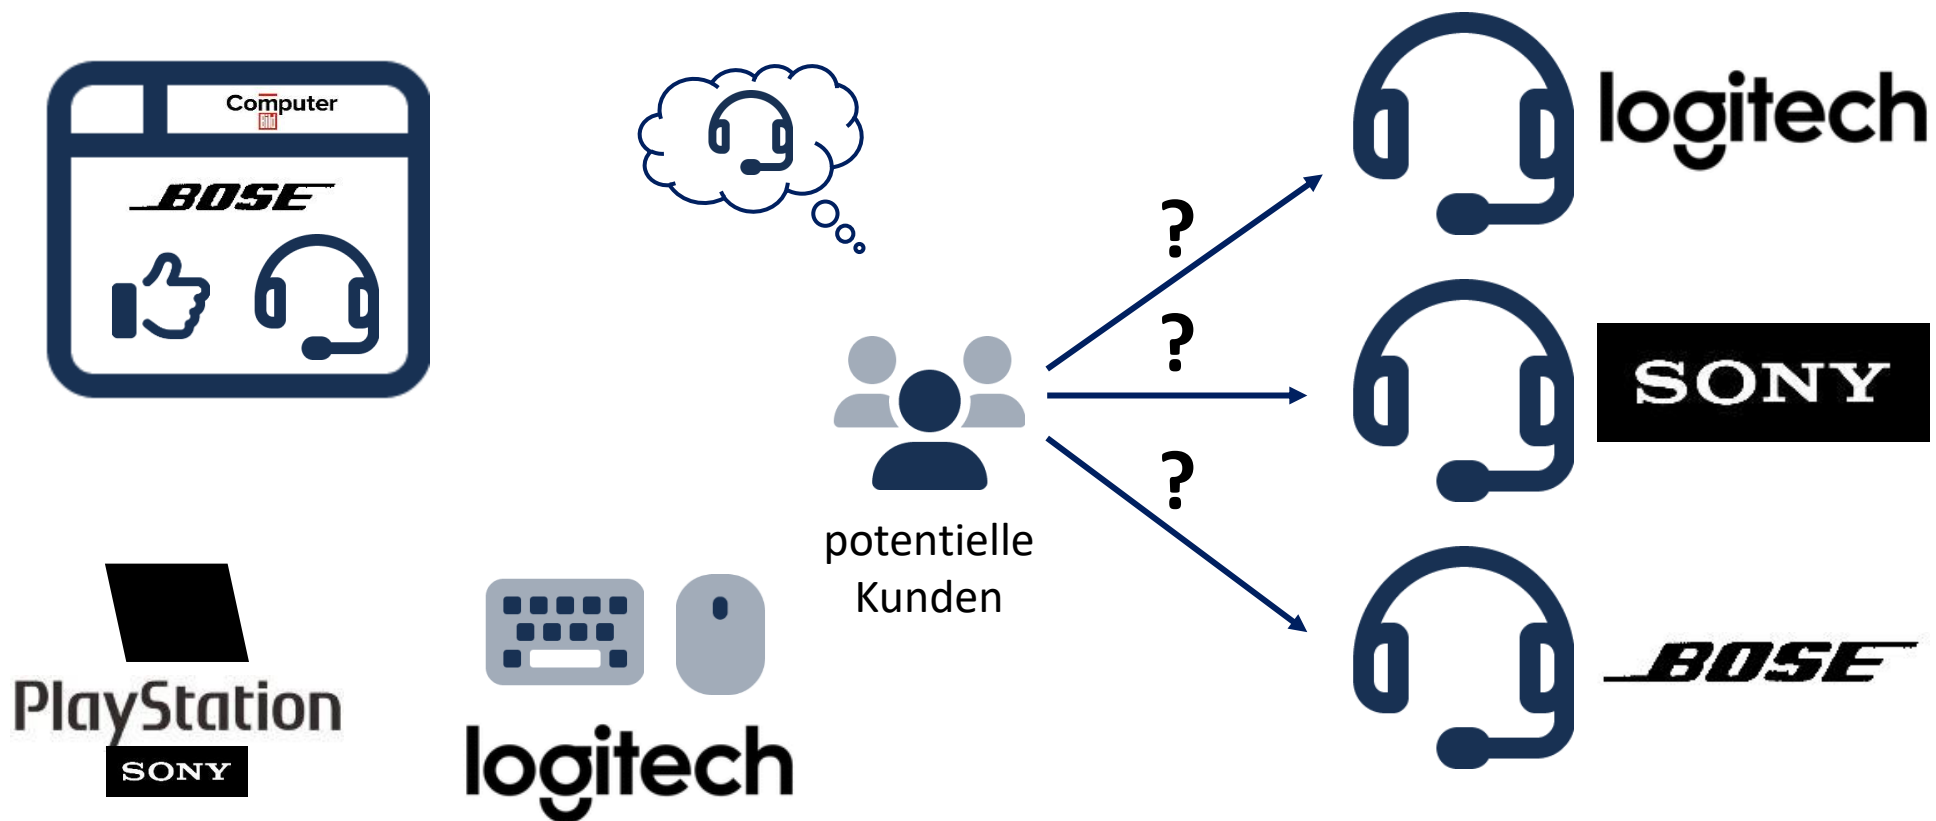 Computer
Bild
BOSE
?
?
?
potentielle
Kunden
logitech
SONY
BOSE
PlayStation
SONY
logitech